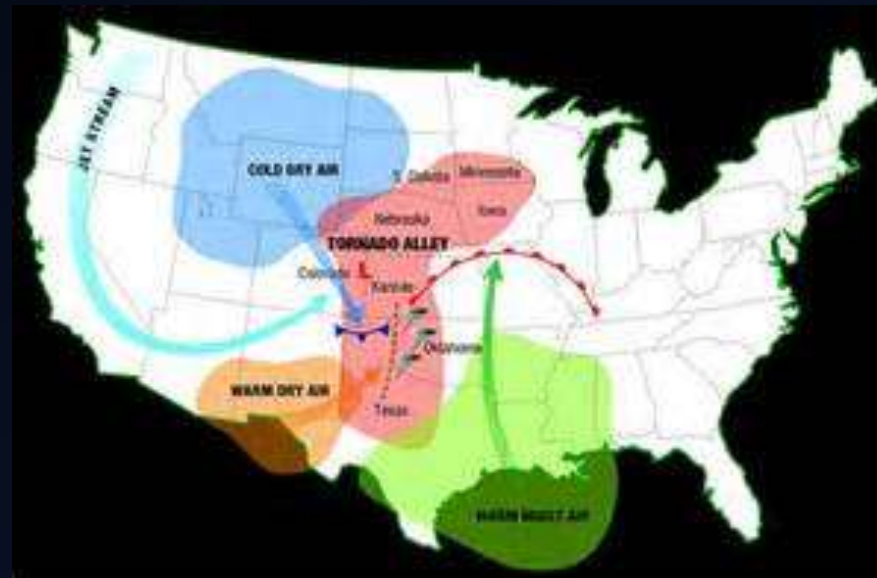 JET STREAM
COLD DRY AIR
S. Dakota
Minnesota
Nebraska
Iowa
TORNADO ALLEY
Colorado
L
Kansas
Oklahoma
WARM DRY AIR
Texas
WARM MOIST AIR